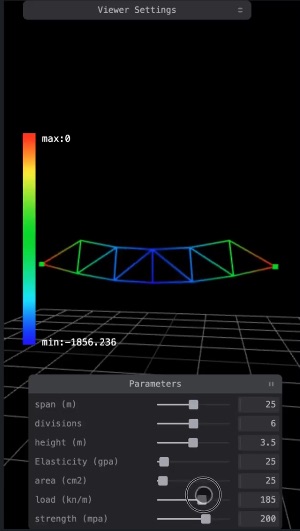 Viewer Settings
max:0
min:-1856.236
Parameters
span (m) 25
divisions 6
height (m) 3.5
Elasticity (gpa) 25
area (cm2) 25
load (kn/m) 185
strength (mpa) 200